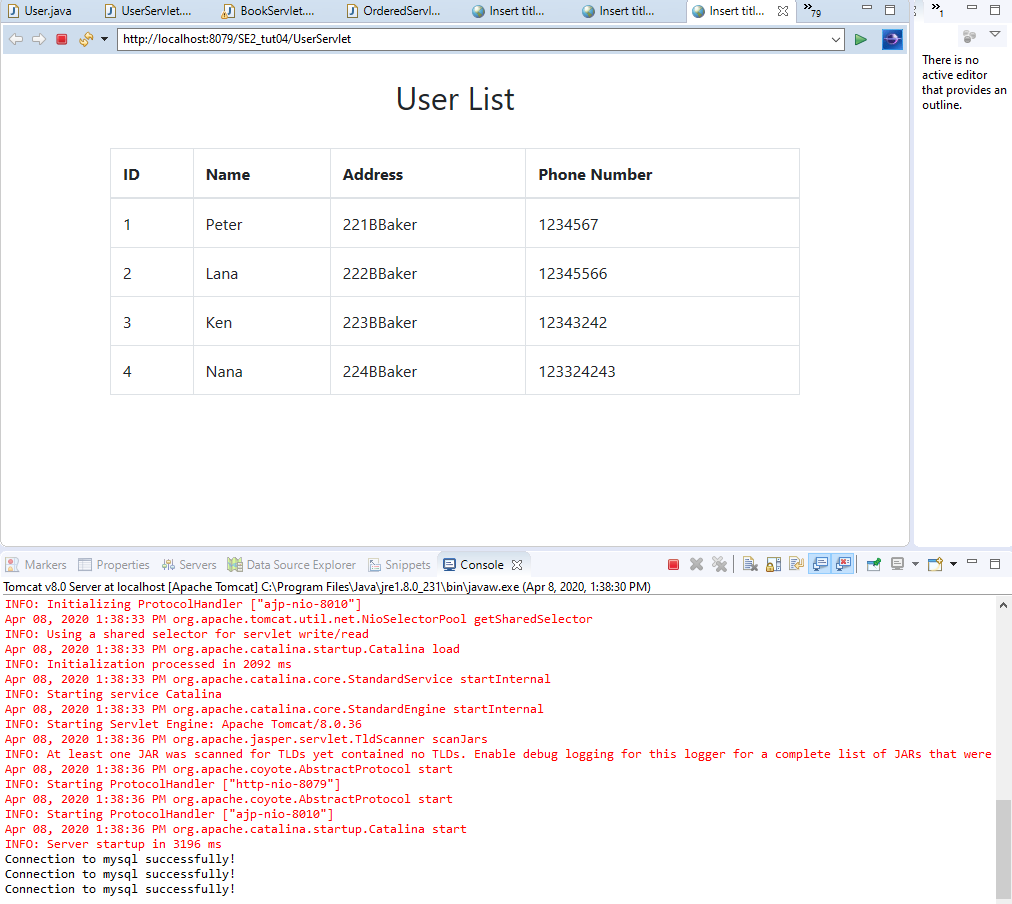 User.java UserServlet.... BookServlet.... OrderedServl... Insert titl... Insert titl... Insert titl... »79 »1
http://localhost:8079/SE2_tut04/UserServlet
There is no
active editor
that provides an
outline.
User List
ID Name Address Phone Number
1 Peter 221BBaker 1234567
2 Lana 222BBaker 12345566
3 Ken 223BBaker 12343242
4 Nana 224BBaker 123324243
Markers Properties Servers Data Source Explorer Snippets Console
Tomcat v8.0 Server at localhost [Apache Tomcat] C:\Program Files\Java\jre1.8.0_231\bin\javaw.exe (Apr 8, 2020, 1:38:30 PM)
INFO: Initializing ProtocolHandler ["ajp-nio-8010"]
Apr 08, 2020 1:38:33 PM org.apache.tomcat.util.net.NioSelectorPool getSharedSelector
INFO: Using a shared selector for servlet write/read
Apr 08, 2020 1:38:33 PM org.apache.catalina.startup.Catalina load
INFO: Initialization processed in 2092 ms
Apr 08, 2020 1:38:33 PM org.apache.catalina.core.StandardService startInternal
INFO: Starting service Catalina
Apr 08, 2020 1:38:33 PM org.apache.catalina.core.StandardEngine startInternal
INFO: Starting Servlet Engine: Apache Tomcat/8.0.36
Apr 08, 2020 1:38:36 PM org.apache.jasper.servlet.TldScanner scanJars
INFO: At least one JAR was scanned for TLDs yet contained no TLDs. Enable debug logging for this logger for a complete list of JARs that were
Apr 08, 2020 1:38:36 PM org.apache.coyote.AbstractProtocol start
INFO: Starting ProtocolHandler ["http-nio-8079"]
Apr 08, 2020 1:38:36 PM org.apache.coyote.AbstractProtocol start
INFO: Starting ProtocolHandler ["ajp-nio-8010"]
Apr 08, 2020 1:38:36 PM org.apache.catalina.startup.Catalina start
INFO: Server startup in 3196 ms
Connection to mysql successfully!
Connection to mysql successfully!
Connection to mysql successfully!